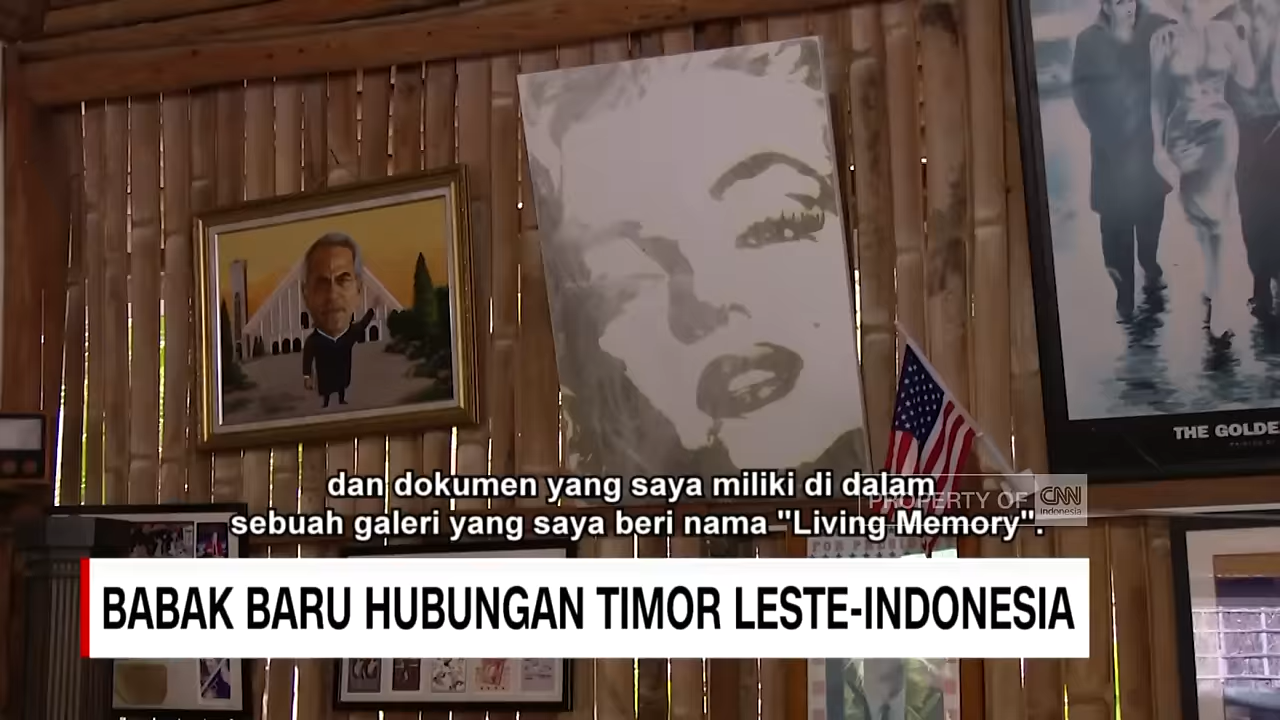 THE GOLDE
dan dokumen yang saya miliki di dalam
PROPERTY OF CNN Indonesia
sebuah galeri yang saya beri nama "Living Memory".
BABAK BARU HUBUNGAN TIMOR LESTE-INDONESIA